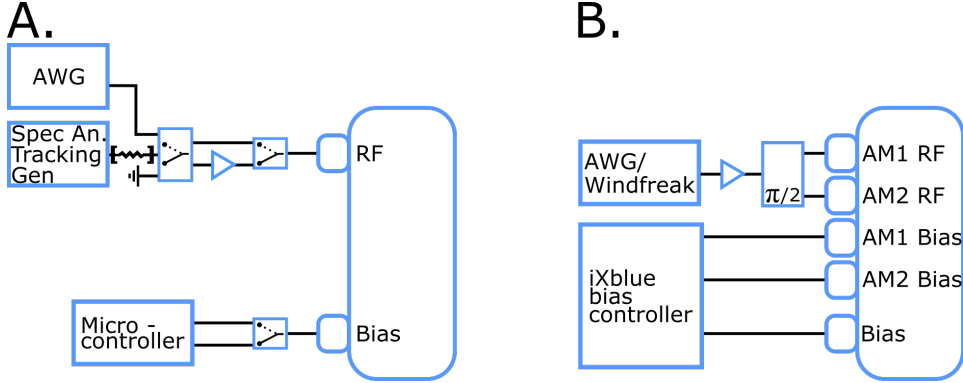 A.
AWG
Spec An.
Tracking
Gen
RF
Micro -
controller
Bias
B.
AWG/
Windfreak
π/2
AM1 RF
AM2 RF
AM1 Bias
AM2 Bias
iXblue
bias
controller
Bias